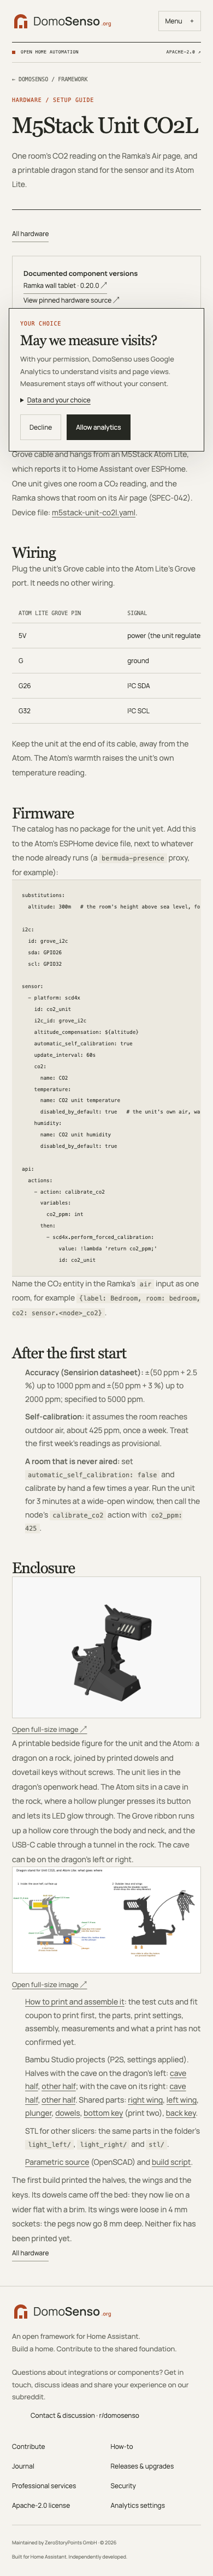 DomoSenso.org
Menu +
OPEN HOME AUTOMATION
APACHE-2.0 ↗
← DOMOSENSO / FRAMEWORK
HARDWARE / SETUP GUIDE
M5Stack Unit CO2L
One room's CO2 reading on the Ramka's Air page, and
a printable dragon stand for the sensor and its Atom
Lite.
All hardware
Documented component versions
Ramka wall tablet · 0.20.0 ↗
View pinned hardware source ↗
YOUR CHOICE
May we measure visits?
With your permission, DomoSenso uses Google
Analytics to understand visits and page views.
Measurement stays off without your consent.
▶ Data and your choice
Decline
Allow analytics
Grove cable and hangs from an M5Stack Atom Lite,
which reports it to Home Assistant over ESPHome.
One unit gives one room a CO₂ reading, and the
Ramka shows that room on its Air page (SPEC-042).
Device file: m5stack-unit-co2l.yaml.
Wiring
Plug the unit's Grove cable into the Atom Lite's Grove
port. It needs no other wiring.
ATOM LITE GROVE PIN
SIGNAL
5V
power (the unit regulate
G
ground
G26
I²C SDA
G32
I²C SCL
Keep the unit at the end of its cable, away from the
Atom. The Atom's warmth raises the unit's own
temperature reading.
Firmware
The catalog has no package for the unit yet. Add this
to the Atom's ESPHome device file, next to whatever
the node already runs (a bermuda-presence proxy,
for example):
substitutions:
altitude: 300m # the room's height above sea level, fo
i2c:
id: grove_i2c
sda: GPIO26
scl: GPIO32
sensor:
- platform: scd4x
id: co2_unit
i2c_id: grove_i2c
altitude_compensation: ${altitude}
automatic_self_calibration: true
update_interval: 60s
co2:
name: CO2
temperature:
name: CO2 unit temperature
disabled_by_default: true # the unit's own air, wa
humidity:
name: CO2 unit humidity
disabled_by_default: true
api:
actions:
- action: calibrate_co2
variables:
co2_ppm: int
then:
- scd4x.perform_forced_calibration:
value: !lambda 'return co2_ppm;'
id: co2_unit
Name the CO₂ entity in the Ramka's air input as one
room, for example {label: Bedroom, room: bedroom,
co2: sensor.<node>_co2}.
After the first start
Accuracy (Sensirion datasheet): ±(50 ppm + 2.5
%) up to 1000 ppm and ±(50 ppm + 3 %) up to
2000 ppm; specified to 5000 ppm.
Self-calibration: it assumes the room reaches
outdoor air, about 425 ppm, once a week. Treat
the first week's readings as provisional.
A room that is never aired: set
automatic_self_calibration: false and
calibrate by hand a few times a year. Run the unit
for 3 minutes at a wide-open window, then call the
node's calibrate_co2 action with co2_ppm:
425.
Enclosure
Open full-size image ↗
A printable bedside figure for the unit and the Atom: a
dragon on a rock, joined by printed dowels and
dovetail keys without screws. The unit lies in the
dragon's openwork head. The Atom sits in a cave in
the rock, where a hollow plunger presses its button
and lets its LED glow through. The Grove ribbon runs
up a hollow core through the body and neck, and the
USB-C cable through a tunnel in the rock. The cave
can be on the dragon's left or right.
Open full-size image ↗
How to print and assemble it: the test cuts and fit
coupon to print first, the parts, print settings,
assembly, measurements and what a print has not
confirmed yet.
Bambu Studio projects (P2S, settings applied).
Halves with the cave on the dragon's left: cave
half, other half; with the cave on its right: cave
half, other half. Shared parts: right wing, left wing,
plunger, dowels, bottom key (print two), back key.
STL for other slicers: the same parts in the folder's
light_left/, light_right/ and stl/.
Parametric source (OpenSCAD) and build script.
The first build printed the halves, the wings and the
keys. Its dowels came off the bed: they now lie on a
wider flat with a brim. Its wings were loose in 4 mm
sockets: the pegs now go 8 mm deep. Neither fix has
been printed yet.
All hardware
DomoSenso.org
An open framework for Home Assistant.
Build a home. Contribute to the shared foundation.
Questions about integrations or components? Get in
touch, discuss ideas and share your experience on our
subreddit.
Contact & discussion · r/domosenso
Contribute
How-to
Journal
Releases & upgrades
Professional services
Security
Apache-2.0 license
Analytics settings
Maintained by ZeroStoryPoints GmbH · © 2026
Built for Home Assistant. Independently developed.